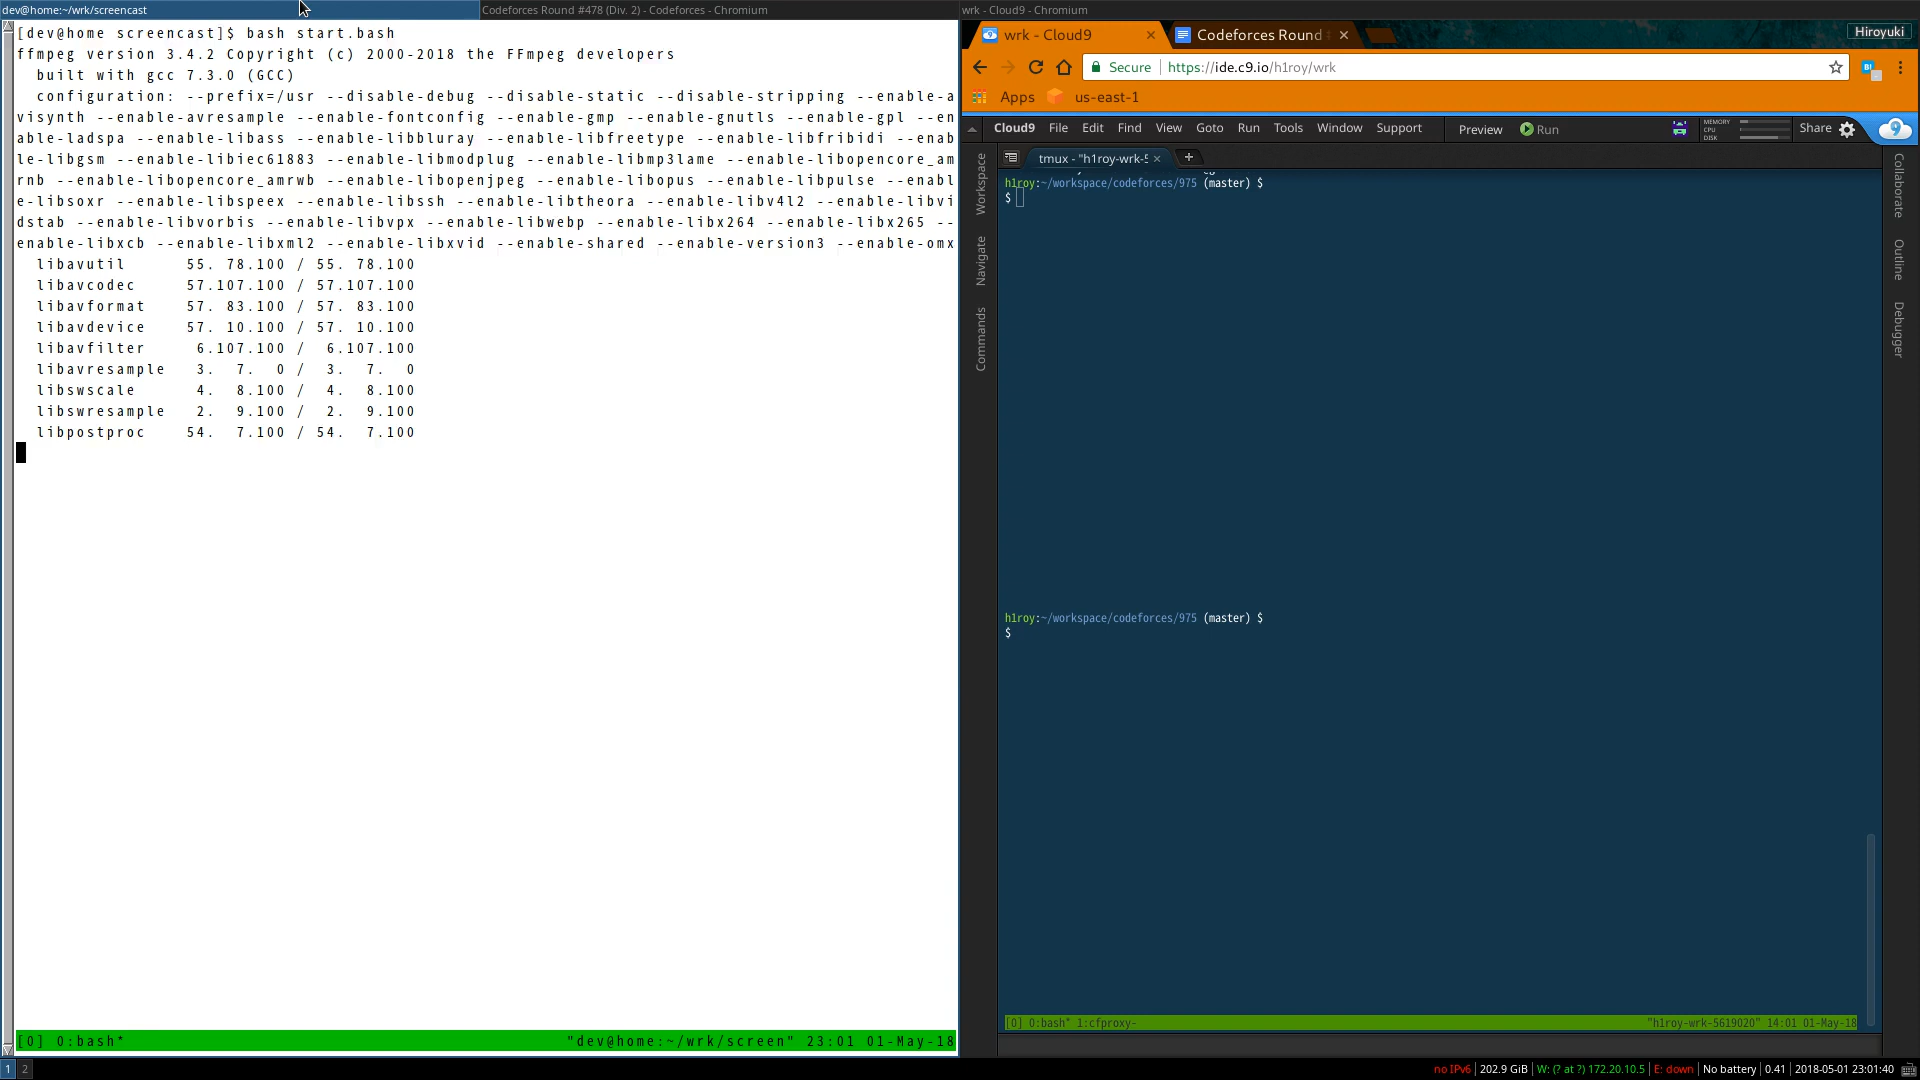 dev@home:~/wrk/screencast
Codeforces Round #478 (Div. 2) - Codeforces - Chromium
wrk - Cloud9 - Chromium
[dev@home screencast]$ bash start.bash
ffmpeg version 3.4.2 Copyright (c) 2000-2018 the FFmpeg developers
  built with gcc 7.3.0 (GCC)
  configuration: --prefix=/usr --disable-debug --disable-static --disable-stripping --enable-a
visynth --enable-avresample --enable-fontconfig --enable-gmp --enable-gnutls --enable-gpl --en
able-ladspa --enable-libass --enable-libbluray --enable-libfreetype --enable-libfribidi --enab
le-libgsm --enable-libiec61883 --enable-libmodplug --enable-libmp3lame --enable-libopencore_am
rnb --enable-libopencore_amrwb --enable-libopenjpeg --enable-libopus --enable-libpulse --enabl
e-libsoxr --enable-libspeex --enable-libssh --enable-libtheora --enable-libv4l2 --enable-libvi
dstab --enable-libvorbis --enable-libvpx --enable-libwebp --enable-libx264 --enable-libx265 --
enable-libxcb --enable-libxml2 --enable-libxvid --enable-shared --enable-version3 --enable-omx
  libavutil      55. 78.100 / 55. 78.100
  libavcodec     57.107.100 / 57.107.100
  libavformat    57. 83.100 / 57. 83.100
  libavdevice    57. 10.100 / 57. 10.100
  libavfilter     6.107.100 /  6.107.100
  libavresample   3.  7.  0 /  3.  7.  0
  libswscale      4.  8.100 /  4.  8.100
  libswresample   2.  9.100 /  2.  9.100
  libpostproc    54.  7.100 / 54.  7.100
[0] 0:bash* "dev@home:~/wrk/screen" 23:01 01-May-18
wrk - Cloud9
Codeforces Round
Hiroyuki
Secure https://ide.c9.io/h1roy/wrk
Apps us-east-1
Cloud9 File Edit Find View Goto Run Tools Window Support Preview Run MEMORY CPU DISK Share
tmux - "h1roy-wrk-5
Workspace
Navigate
Commands
h1roy:~/workspace/codeforces/975 (master) $
$
h1roy:~/workspace/codeforces/975 (master) $
$
[0] 0:bash* 1:cfproxy- "h1roy-wrk-5619020" 14:01 01-May-18
Collaborate
Outline
Debugger
1 2
no IPv6 | 202.9 GiB | W: (? at ?) 172.20.10.5 | E: down | No battery | 0.41 | 2018-05-01 23:01:40